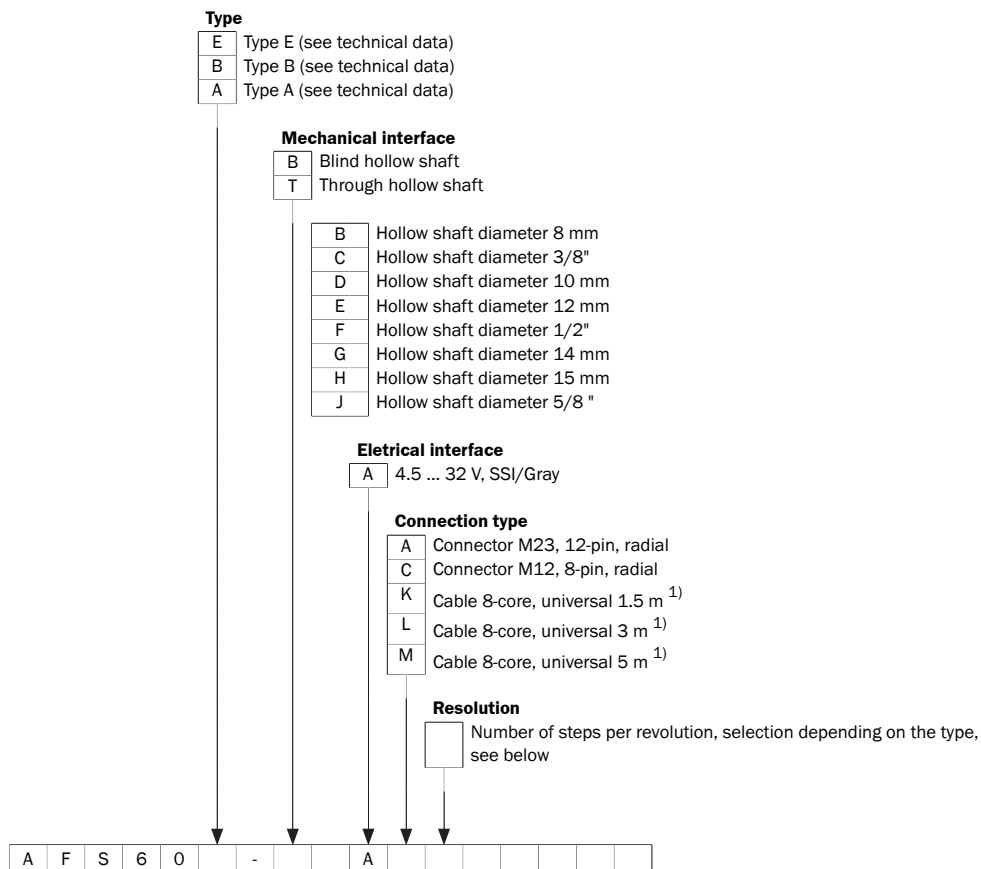 Type
E Type E (see technical data)
B Type B (see technical data)
A Type A (see technical data)
Mechanical interface
B Blind hollow shaft
T Through hollow shaft
B Hollow shaft diameter 8 mm
C Hollow shaft diameter 3/8"
D Hollow shaft diameter 10 mm
E Hollow shaft diameter 12 mm
F Hollow shaft diameter 1/2"
G Hollow shaft diameter 14 mm
H Hollow shaft diameter 15 mm
J Hollow shaft diameter 5/8 "
Eletrical interface
A 4.5 ... 32 V, SSI/Gray
Connection type
A Connector M23, 12-pin, radial
C Connector M12, 8-pin, radial
K Cable 8-core, universal 1.5 m 1)
L Cable 8-core, universal 3 m 1)
M Cable 8-core, universal 5 m 1)
Resolution
Number of steps per revolution, selection depending on the type,
see below
A F S 6 0 - A